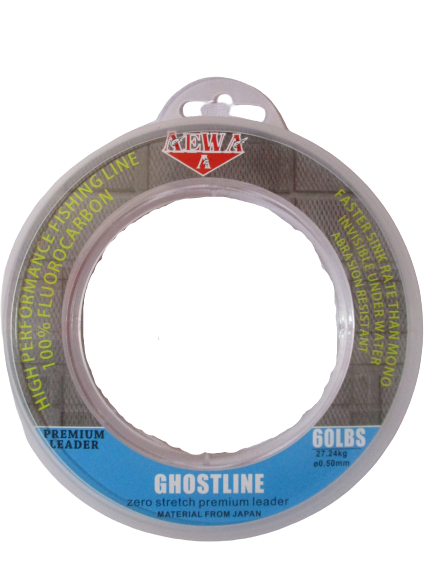 AEWA
A
HIGH PERFORMANCE FISHING LINE
100% FLUOROCARBON
FASTER SINK RATE THAN MONO
INVISIBLE UNDER WATER
ABRASION RESISTANT
PREMIUM
LEADER
60LBS
27.24kg
ø0.50mm
GHOSTLINE
zero stretch premium leader
MATERIAL FROM JAPAN